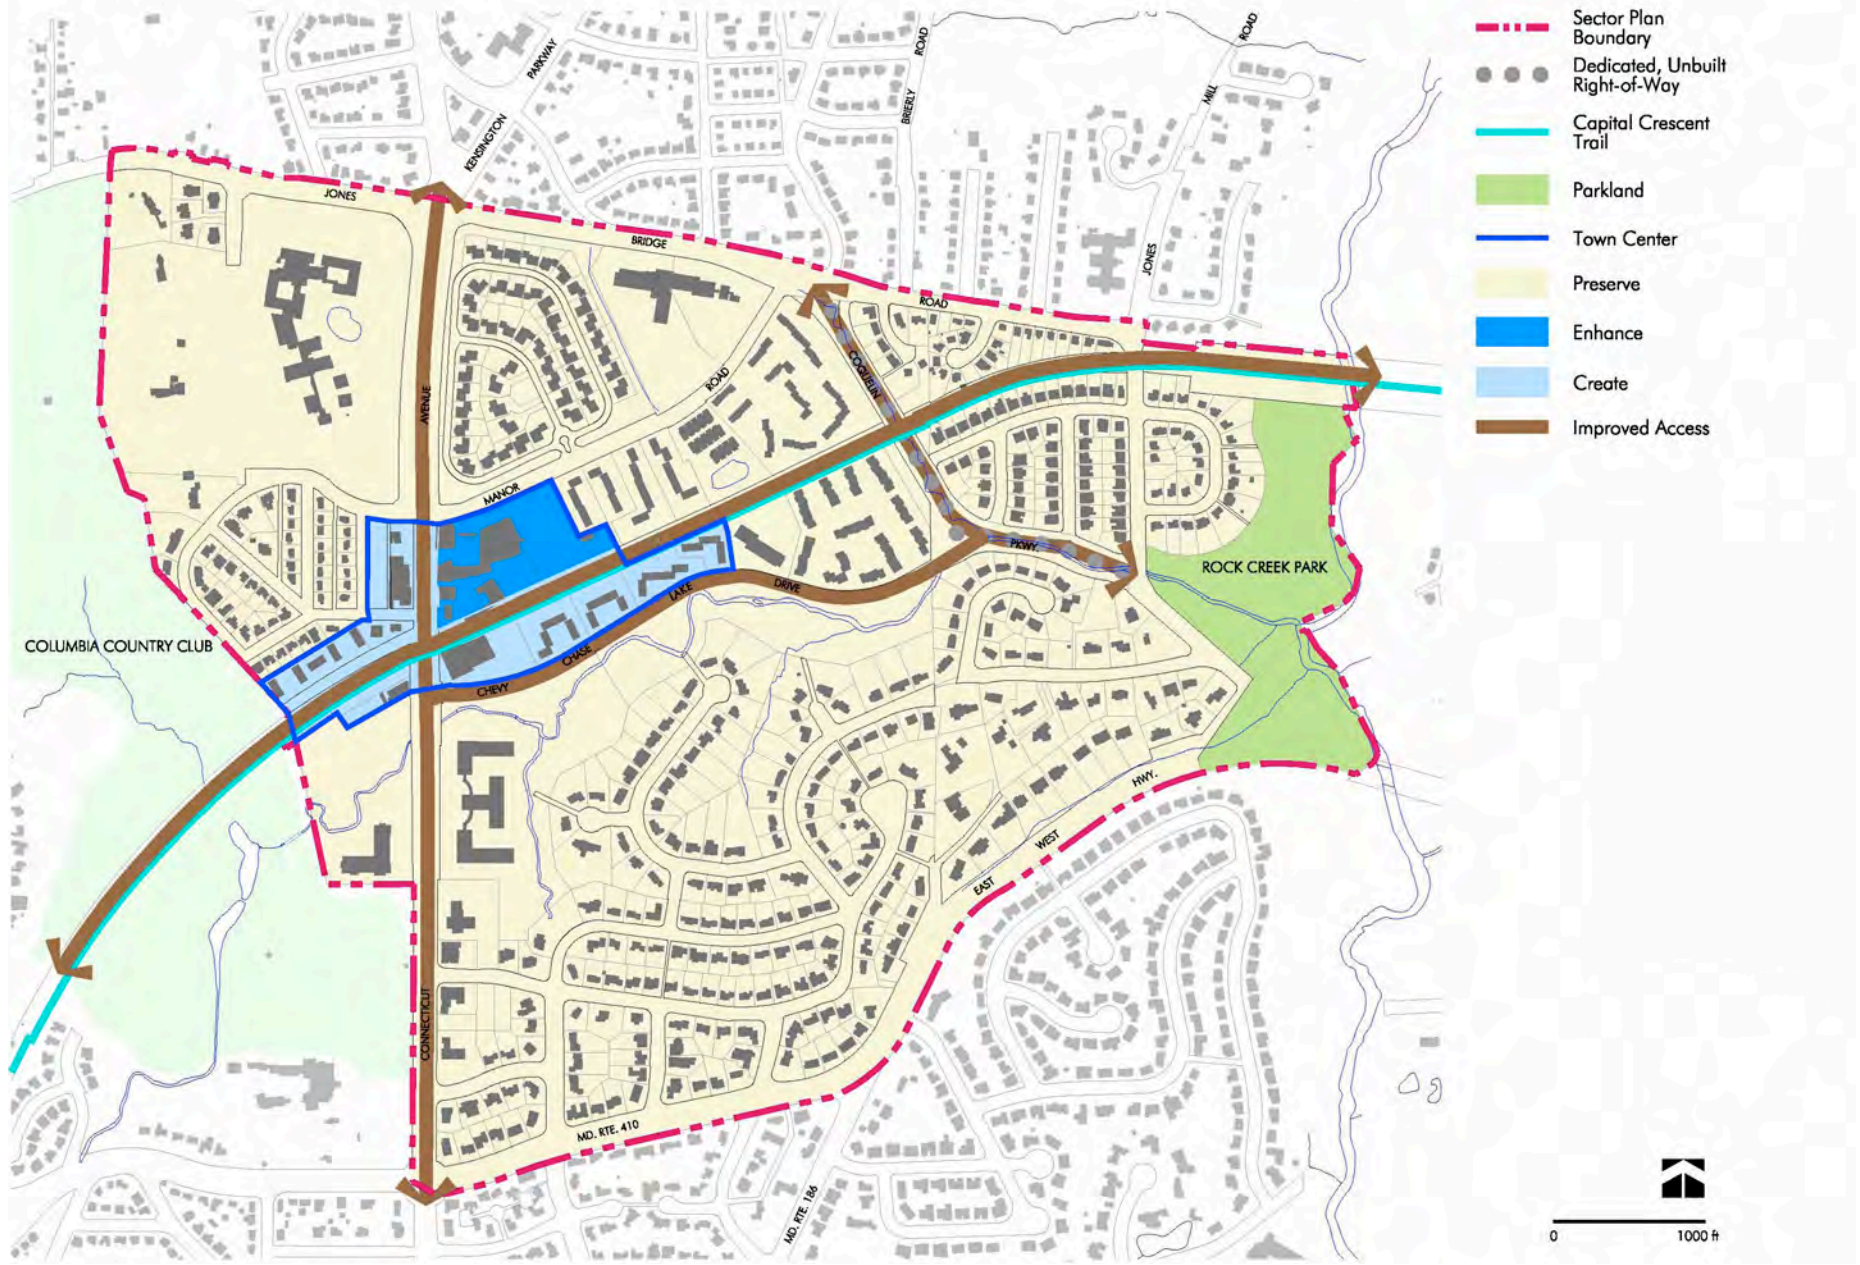 Sector Plan
Boundary
Dedicated, Unbuilt
Right-of-Way
Capital Crescent
Trail
Parkland
Town Center
Preserve
Enhance
Create
Improved Access
ROAD
PARKWAY
ROAD
MILL
BRIERLY
KENSINGTON
JONES
BRIDGE
JONES
ROAD
COQUELIN
ROAD
AVENUE
MANOR
PKWY.
ROCK CREEK PARK
DRIVE
LAKE
COLUMBIA COUNTRY CLUB
CHASE
CHEVY
HWY.
WEST
EAST
CONNECTICUT
MD. RTE. 410
MD. RTE. 186
0 1000 ft